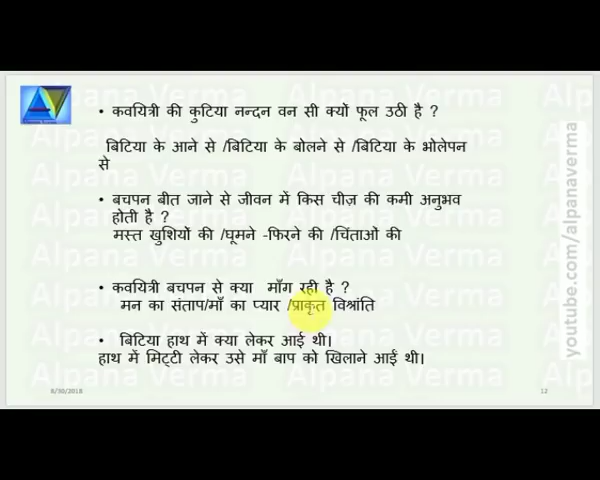 कवयित्री की कुटिया नन्दन वन सी क्यों फूल उठी है ?
बिटिया के आने से /बिटिया के बोलने से /बिटिया के भोलेपन
से
बचपन बीत जाने से जीवन में किस चीज़ की कमी अनुभव
होती है ?
मस्त खुशियों की /घूमने -फिरने की /चिंताओं की
कवयित्री बचपन से क्या माँग रही है ?
मन का संताप/माँ का प्यार /प्राकृत विश्रांति
बिटिया हाथ में क्या लेकर आई थी।
हाथ में मिट्टी लेकर उसे माँ बाप को खिलाने आईं थी।
8/30/2018
12
youtube.com/alpanaverma
Alpana Verma